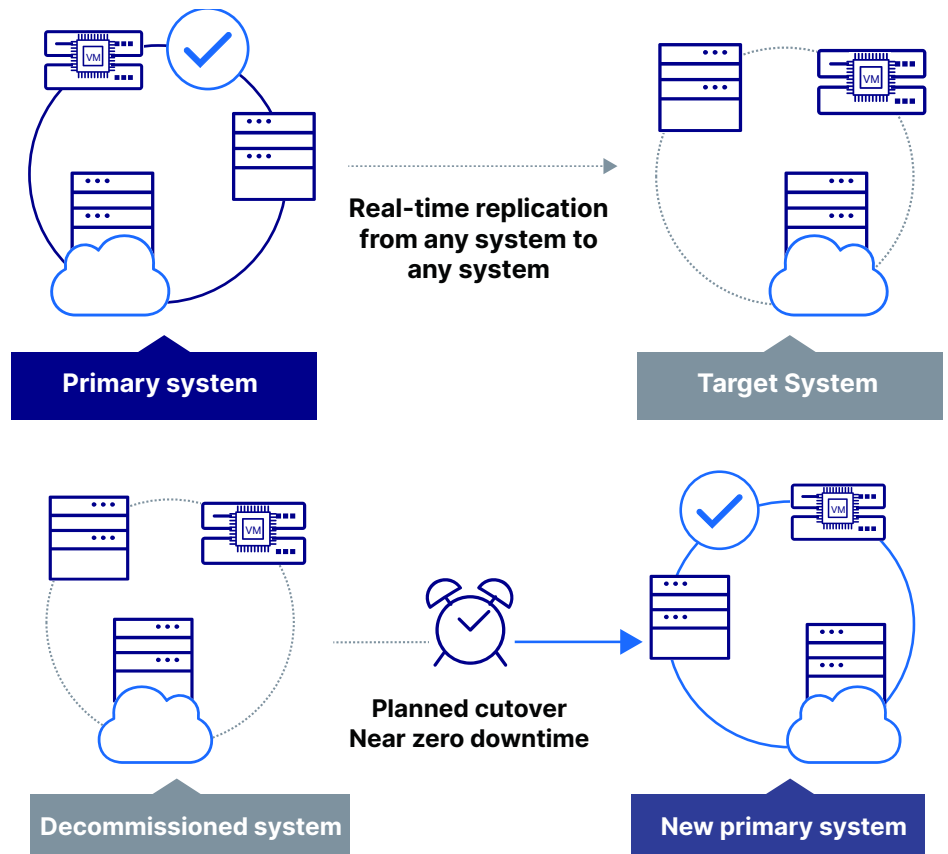 VM
VM
Real-time replication
from any system to
any system
Primary system
Target System
VM
VM
Planned cutover
Near zero downtime
Decommissioned system
New primary system